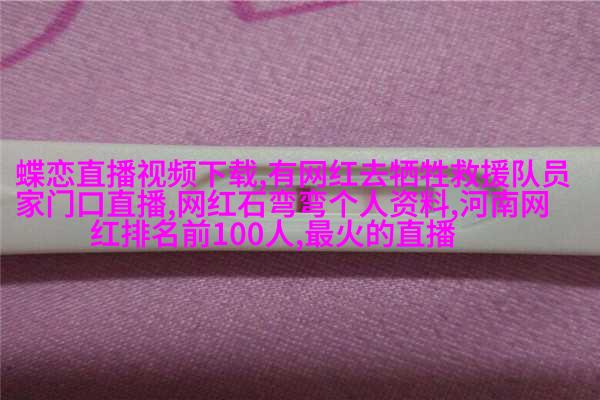 蝶恋直播视频下载,有网红去牺牲救援队员
家门口直播,网红石弯弯个人资料,河南网
红排名前100人,最火的直播